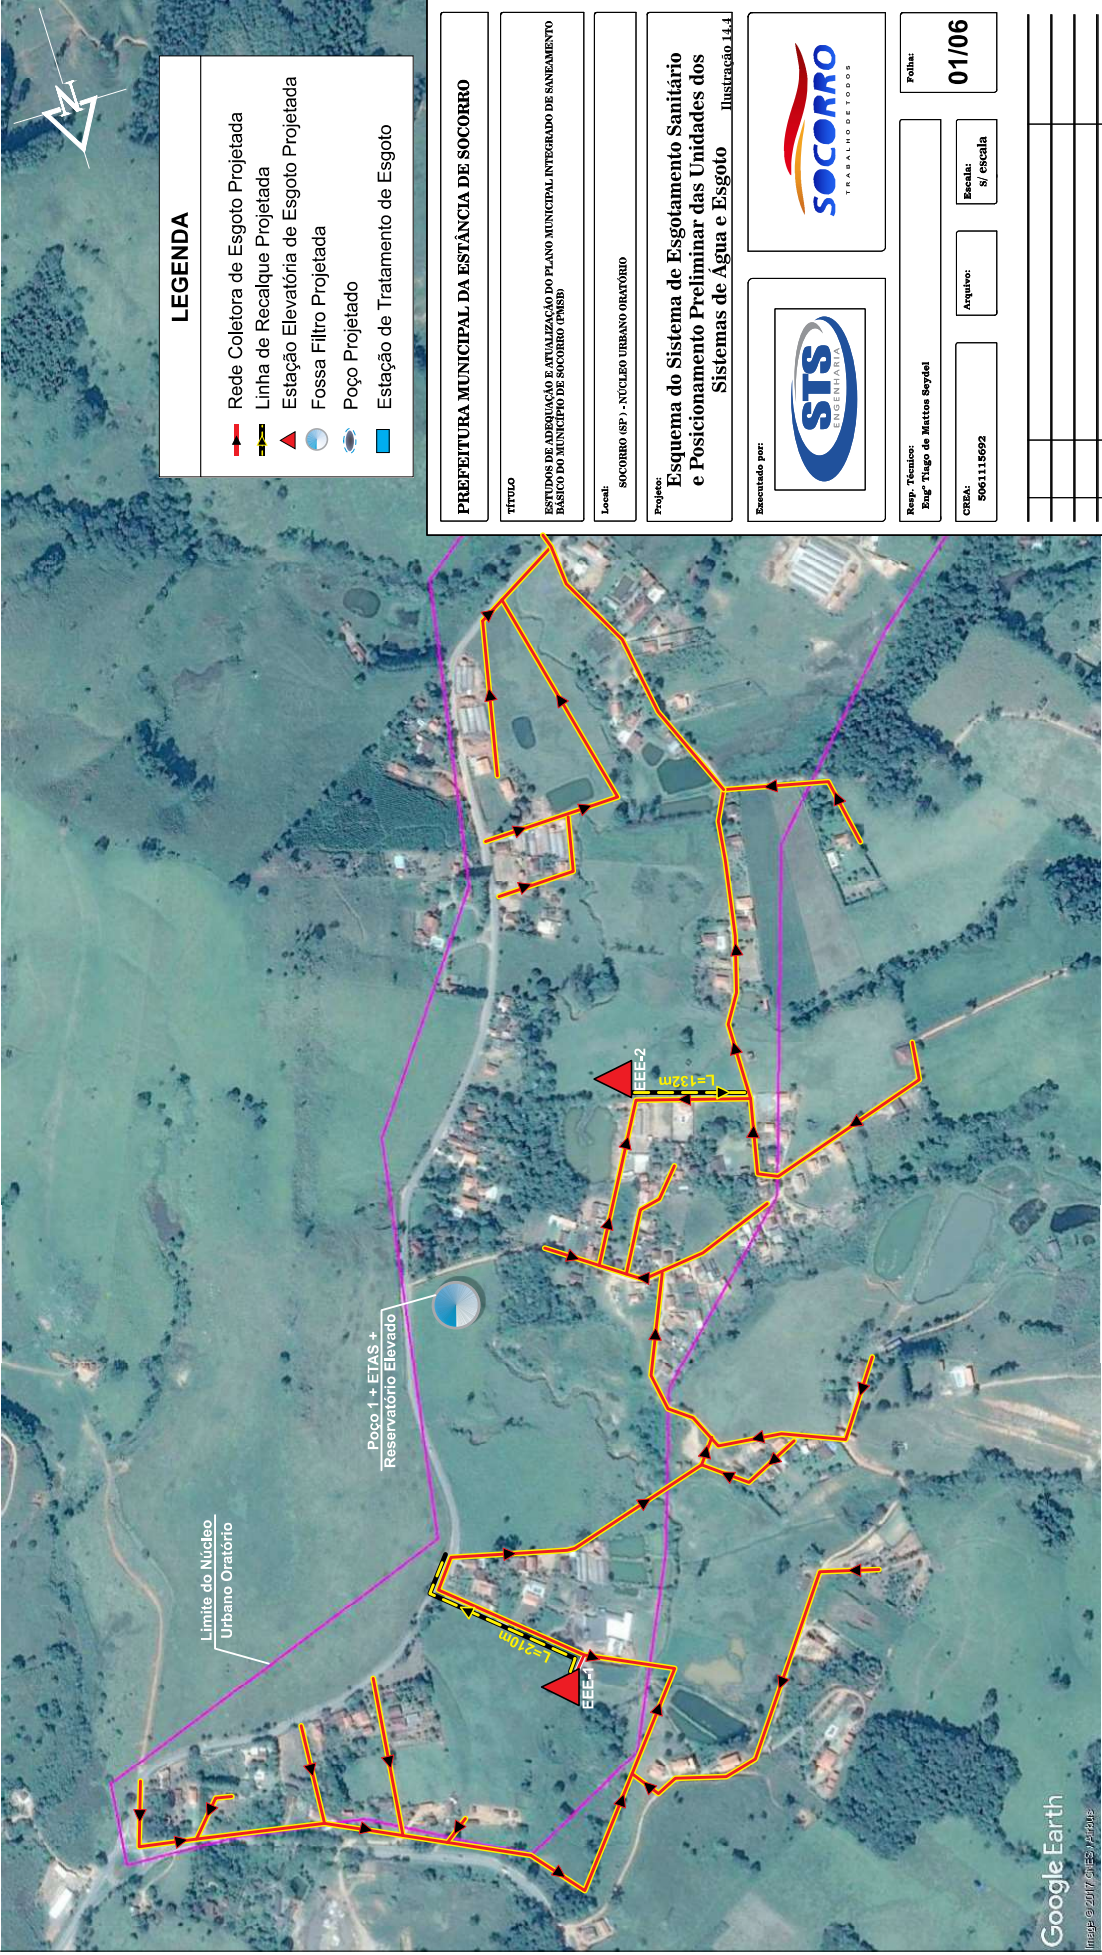 LEGENDA
Rede Coletora de Esgoto Projetada
Linha de Recalque Projetada
Estação Elevatória de Esgoto Projetada
Fossa Filtro Projetada
Poço Projetado
Estação de Tratamento de Esgoto
N
PREFEITURA MUNICIPAL DA ESTÂNCIA DE SOCORRO
TÍTULO
ESTUDOS DE ADEQUAÇÃO E ATUALIZAÇÃO DO PLANO MUNICIPAL INTEGRADO DE SANEAMENTO
BÁSICO DO MUNICÍPIO DE SOCORRO (PMSB)
Local:
SOCORRO (SP) - NÚCLEO URBANO ORATÓRIO
Projeto:
Esquema do Sistema de Esgotamento Sanitário
e Posicionamento Preliminar das Unidades dos
Sistemas de Água e Esgoto
Ilustração 14.4
Executado por:
STS
ENGENHARIA
SOCORRO
TRABALHO DE TODOS
Resp. Técnico:
Engº Tiago de Mattos Seydel
Folha:
01/06
CREA:
5061115692
Arquivo:
Escala:
s/ escala
Limite do Núcleo
Urbano Oratório
Poço 1 + ETAS +
Reservatório Elevado
EEE-1
L=210m
EEE-2
L=132m
Google Earth
Image © 2017 CNES / Airbus